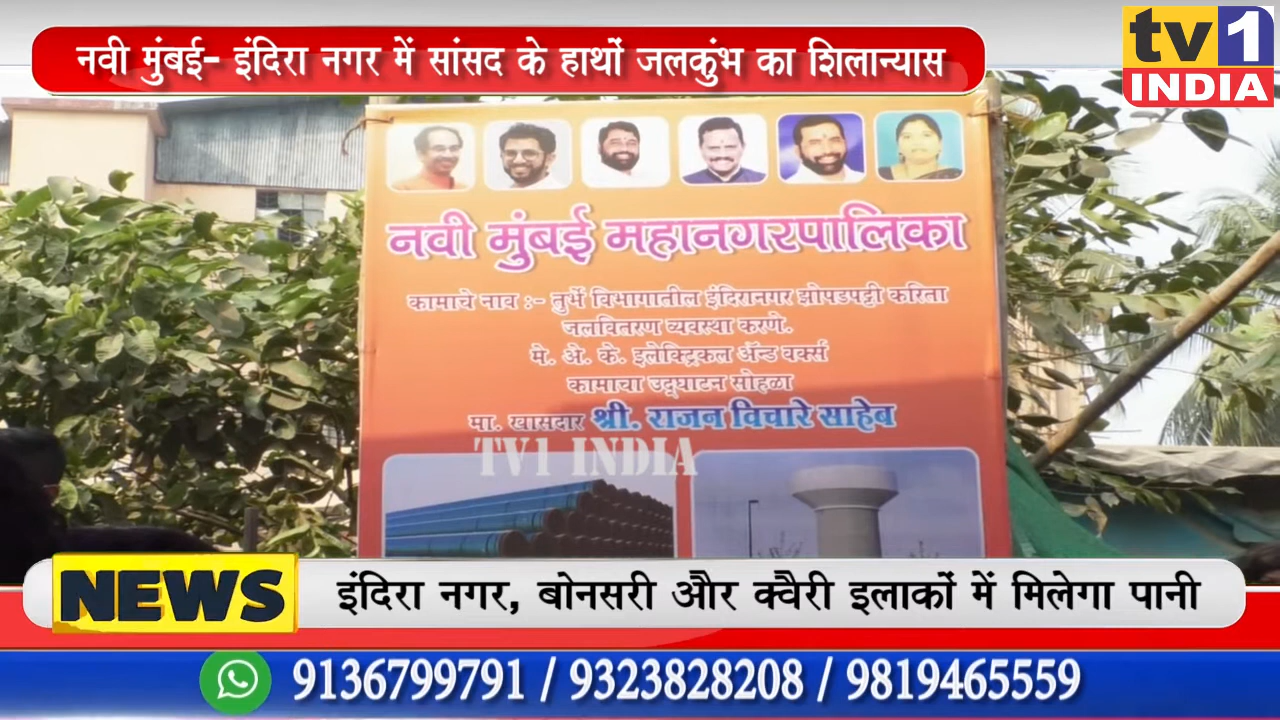 नवी मुंबई- इंदिरा नगर में सांसद के हाथों जलकुंभ का शिलान्यास
tv1
INDIA
नवी मुंबई महानगरपालिका
कामाचे नाव :- तुर्भे विभागातील इंदिरानगर झोपडपट्टी करिता
जलवितरण व्यवस्था करणे.
मे. ओ. के. इलेक्ट्रिकल ॲन्ड वर्क्स
कामाचा उद्घाटन सोहळा
मा. खासदार श्री. राजन विचारे साहेब
TV1 INDIA
NEWS
इंदिरा नगर, बोनसरी और क्वैरी इलाकों में मिलेगा पानी
9136799791 / 9323828208 / 9819465559